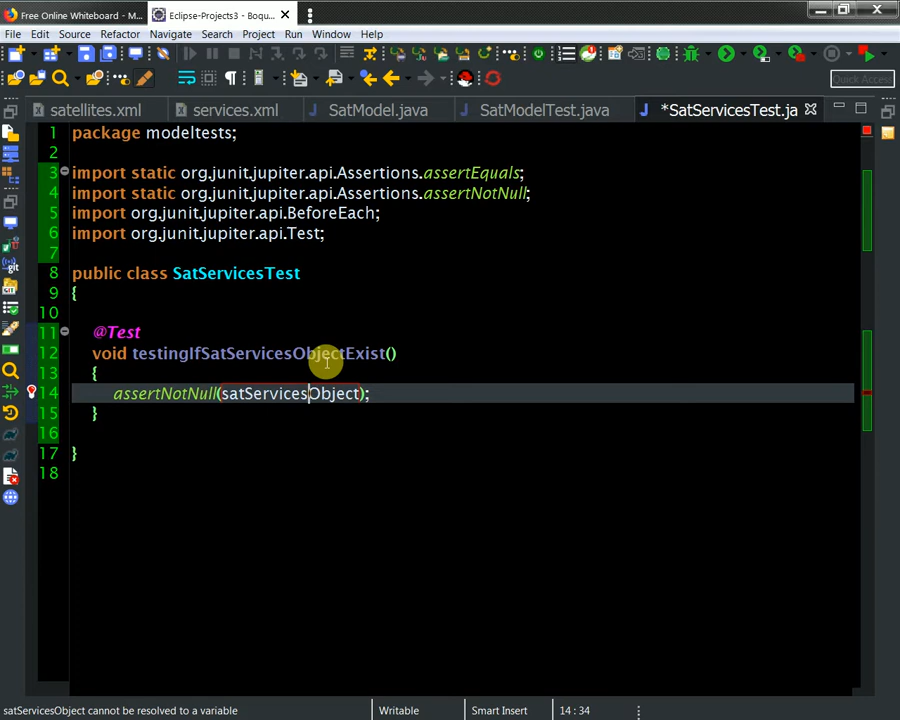 Free Online Whiteboard - M...
Eclipse-Projects3 - Boqu...
File Edit Source Refactor Navigate Search Project Run Window Help
Quick Access
satellites.xml services.xml SatModel.java SatModelTest.java *SatServicesTest.ja
1 package modeltests;
2
3 import static org.junit.jupiter.api.Assertions.assertEquals;
4 import static org.junit.jupiter.api.Assertions.assertNotNull;
5 import org.junit.jupiter.api.BeforeEach;
6 import org.junit.jupiter.api.Test;
7
8 public class SatServicesTest
9 {
10
11 @Test
12 void testingIfSatServicesObjectExist()
13 {
14 assertNotNull(satServicesObject);
15 }
16
17 }
18
git
satServicesObject cannot be resolved to a variable Writable Smart Insert 14 : 34